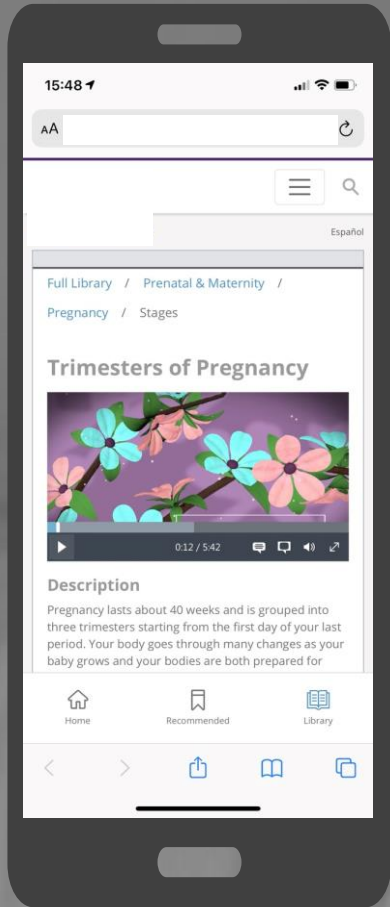 15:48
AA
Español
Full Library / Prenatal & Maternity /
Pregnancy / Stages
Trimesters of Pregnancy
0:12 / 5:42
Description
Pregnancy lasts about 40 weeks and is grouped into
three trimesters starting from the first day of your last
period. Your body goes through many changes as your
baby grows and your bodies are both prepared for
Home Recommended Library